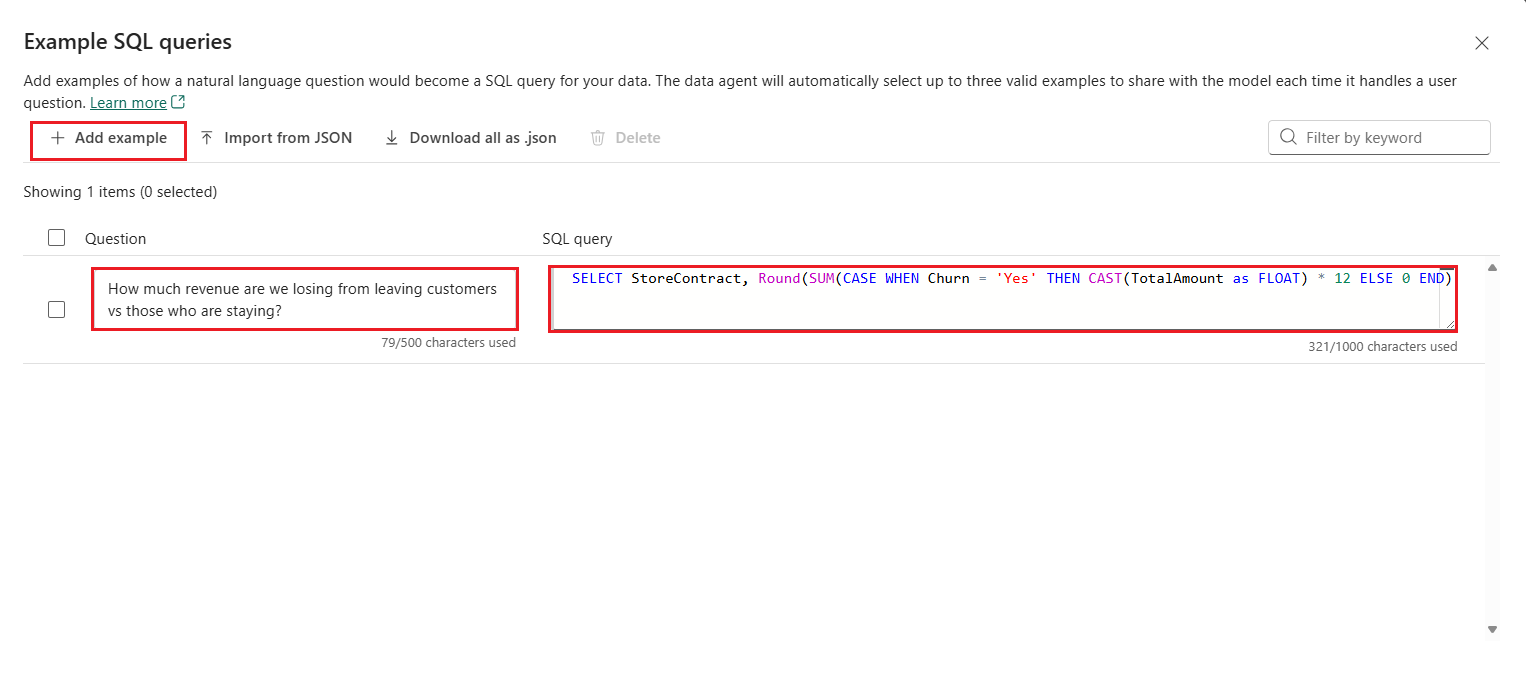 Example SQL queries
Add examples of how a natural language question would become a SQL query for your data. The data agent will automatically select up to three valid examples to share with the model each time it handles a user
question. Learn more
Add example Import from JSON Download all as .json Delete Filter by keyword
Showing 1 items (0 selected)
Question SQL query
How much revenue are we losing from leaving customers
vs those who are staying?
SELECT StoreContract, Round(SUM(CASE WHEN Churn = 'Yes' THEN CAST(TotalAmount as FLOAT) * 12 ELSE 0 END)
79/500 characters used
321/1000 characters used